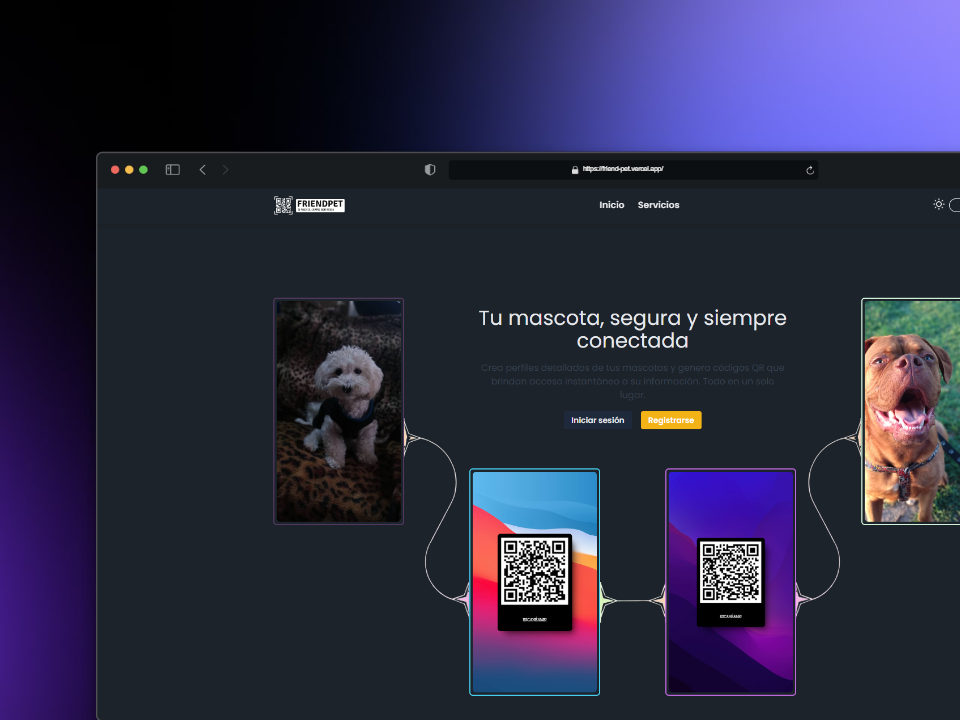 https://friend-pet.vercel.app/
FRIENDPET
Inicio Servicios
Tu mascota, segura y siempre
conectada
Crea perfiles detallados de tus mascotas y genera códigos QR que
brindan acceso instantáneo a su información. Todo en un solo
lugar.
Iniciar sesión Registrarse
ESCANÉAME!
ESCANÉAME!